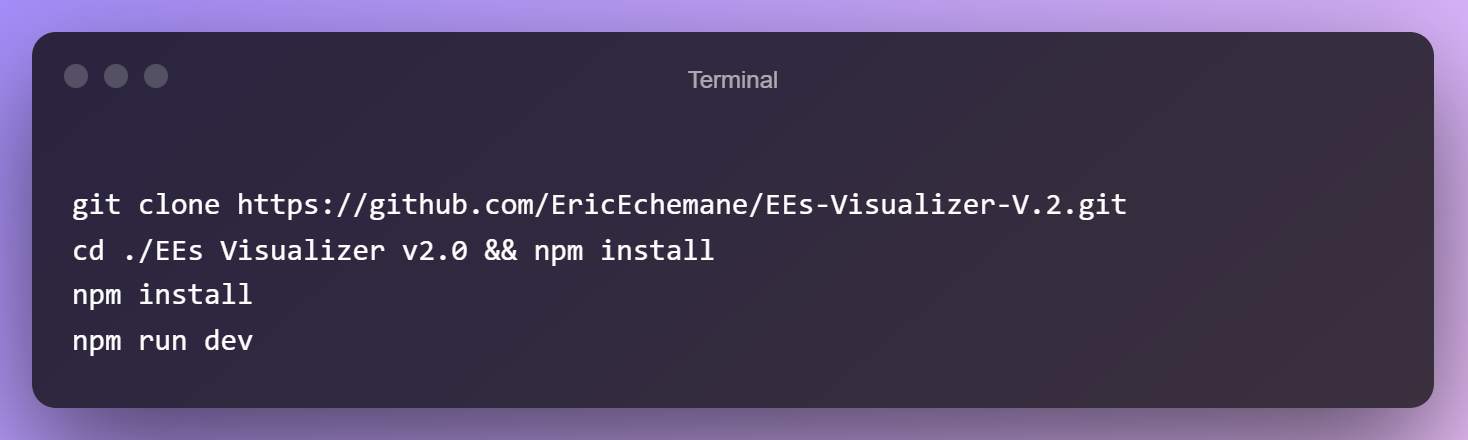 Terminal
git clone https://github.com/EricEchemane/EEs-Visualizer-V.2.git
cd ./EEs Visualizer v2.0 && npm install
npm install
npm run dev